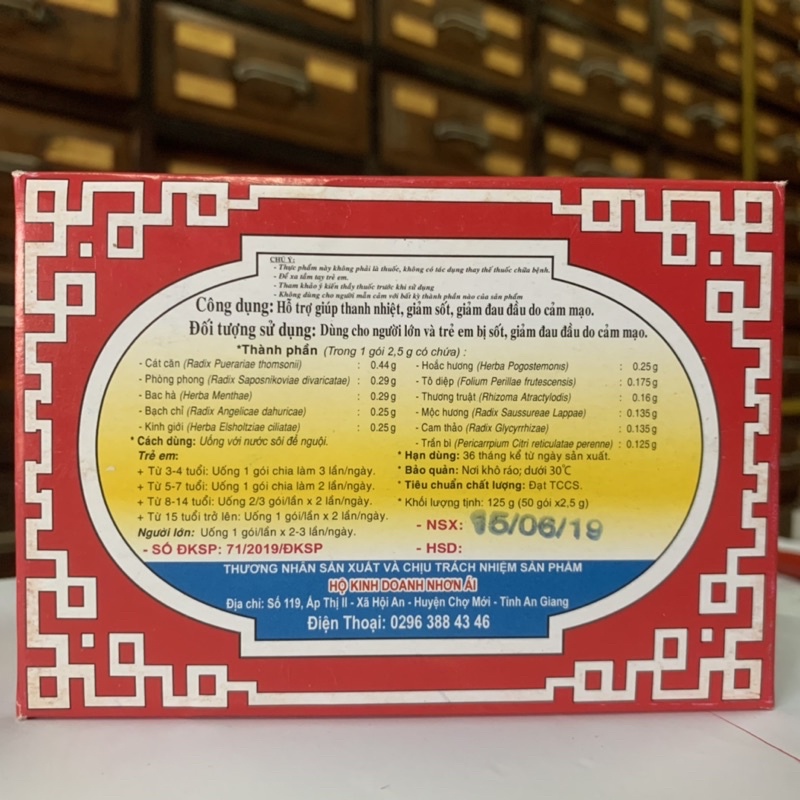 CHÚ Ý:
- Thực phẩm này không phải là thuốc, không có tác dụng thay thế thuốc chữa bệnh.
- Để xa tầm tay trẻ em.
- Tham khảo ý kiến thầy thuốc trước khi sử dụng
- Không dùng cho người mẫn cảm với bất kỳ thành phần nào của sản phẩm
Công dụng: Hỗ trợ giúp thanh nhiệt, giảm sốt, giảm đau đầu do cảm mạo.
Đối tượng sử dụng: Dùng cho người lớn và trẻ em bị sốt, giảm đau đầu do cảm mạo.
*Thành phần (Trong 1 gói 2,5 g có chứa) :
- Cát căn (Radix Puerariae thomsonii) : 0.44 g
- Phòng phong (Radix Saposnikoviae divaricatae) : 0.29 g
- Bac hà (Herba Menthae) : 0.29 g
- Bạch chỉ (Radix Angelicae dahuricae) : 0.25 g
- Kinh giới (Herba Elsholtziae ciliatae) : 0.25 g
- Hoắc hương (Herba Pogostemonis) : 0.25 g
- Tô diệp (Folium Perillae frutescensis) : 0.175 g
- Thương truật (Rhizoma Atractylodis) : 0.16 g
- Mộc hương (Radix Saussureae Lappae) : 0.135 g
- Cam thảo (Radix Glycyrrhizae) : 0.135 g
- Trần bì (Pericarrpium Citri reticulatae perenne) : 0.125 g
* Cách dùng: Uống với nước sôi để nguội.
Trẻ em:
+ Từ 3-4 tuổi: Uống 1 gói chia làm 3 lần/ngày.
+ Từ 5-7 tuổi: Uống 1 gói chia làm 2 lần/ngày.
+ Từ 8-14 tuổi: Uống 2/3 gói/lần x 2 lần/ngày.
+ Từ 15 tuổi trở lên: Uống 1 gói/lần x 2 lần/ngày.
Người lớn: Uống 1 gói/lần x 2-3 lần/ngày.
- SỐ ĐKSP: 71/2019/ĐKSP
* Hạn dùng: 36 tháng kể từ ngày sản xuất.
* Bảo quản: Nơi khô ráo; dưới 30°C
* Tiêu chuẩn chất lượng: Đạt TCCS.
* Khối lượng tịnh: 125 g (50 gói x2,5 g)
- NSX: 15/06/19
- HSD:
THƯƠNG NHÂN SẢN XUẤT VÀ CHỊU TRÁCH NHIỆM SẢN PHẨM
HỘ KINH DOANH NHƠN ÁI
Địa chỉ: Số 119, Ấp Thị II - Xã Hội An - Huyện Chợ Mới - Tỉnh An Giang
Điện Thoại: 0296 388 43 46